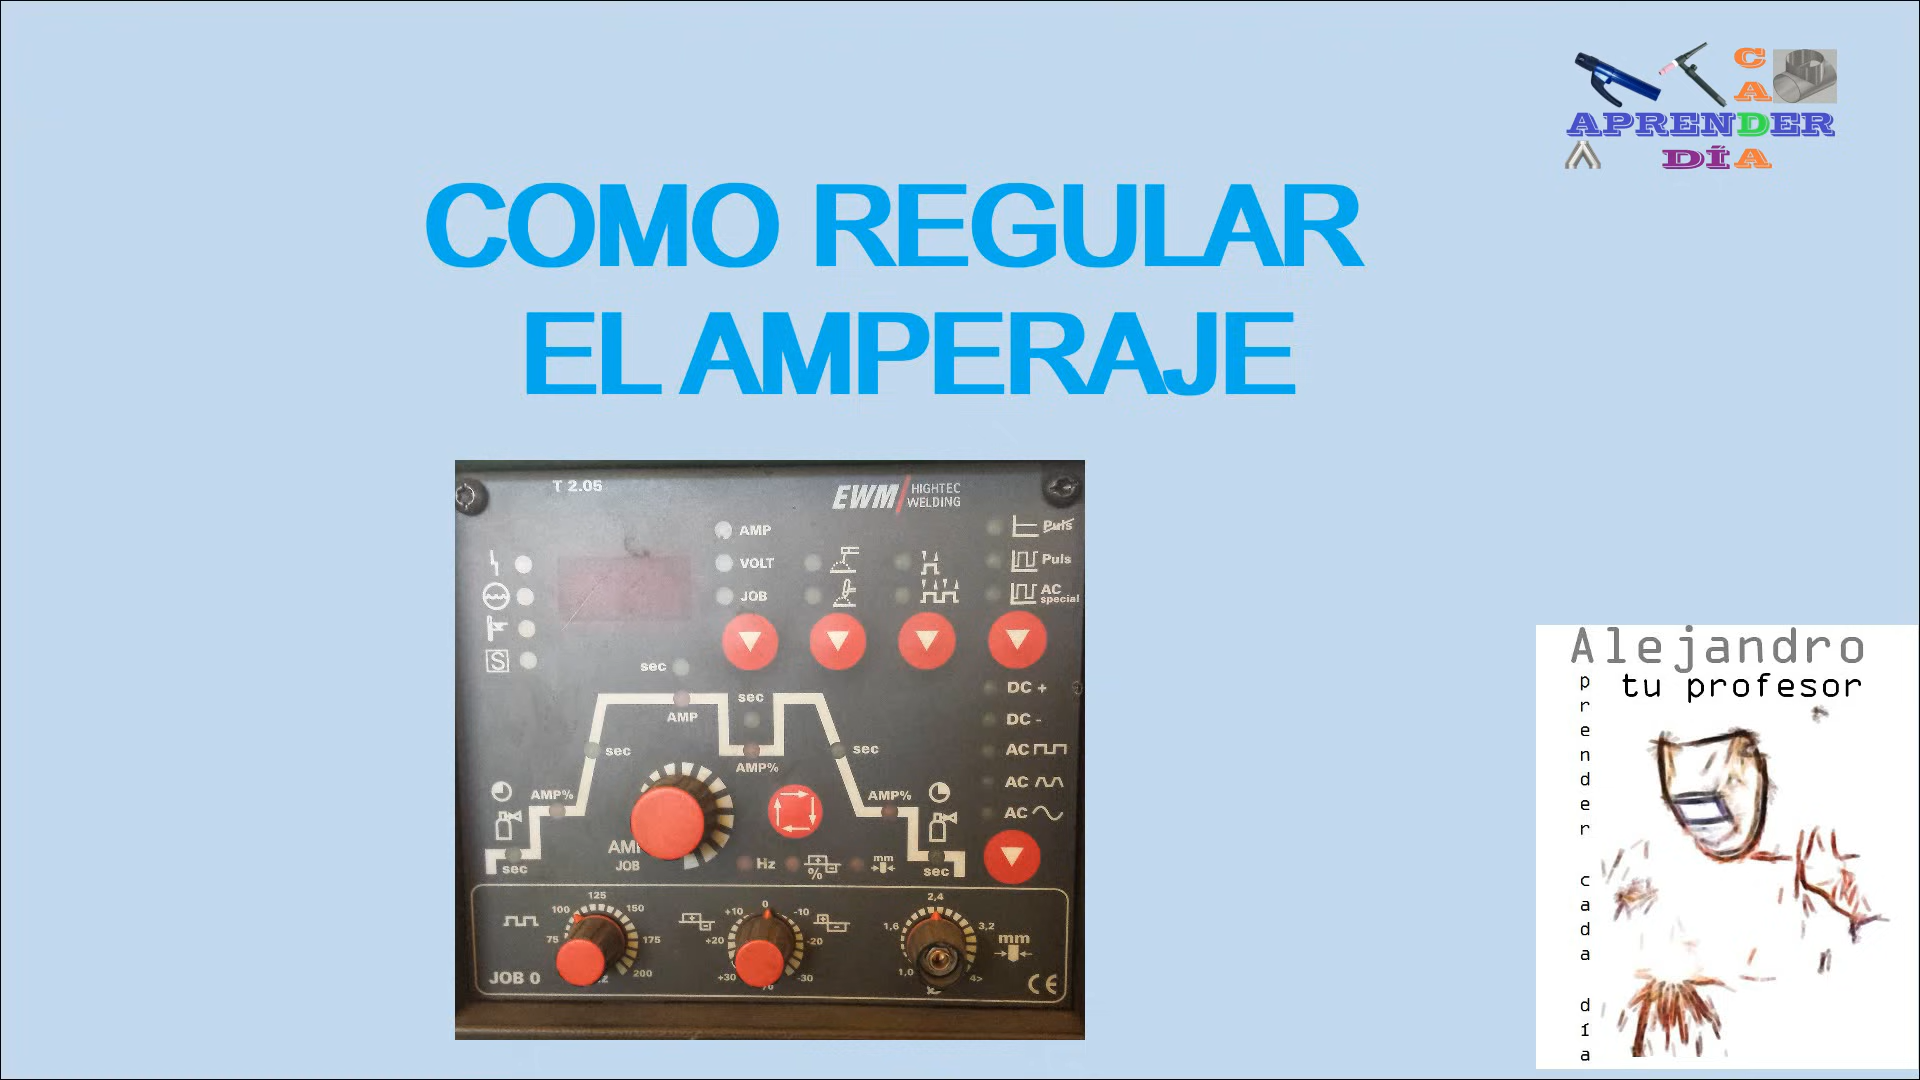 CADA
APRENDER
DÍA
COMO REGULAR
EL AMPERAJE
T 2.05
EWM HIGHTEC
WELDING
AMP
VOLT
JOB
Puls
Puls
AC
special
S
sec
sec
AMP
sec
sec
AMP%
DC +
DC -
AC
AC
AC
AMP%
AMP%
sec
JOB
Hz
%
mm
sec
75
100
125
150
175
200
JOB 0
+30
+20
+10
0
-10
-20
-30
1,0
1,6
2,4
3,2
4>
mm
CE
Alejandro
tu profesor
prender cada día